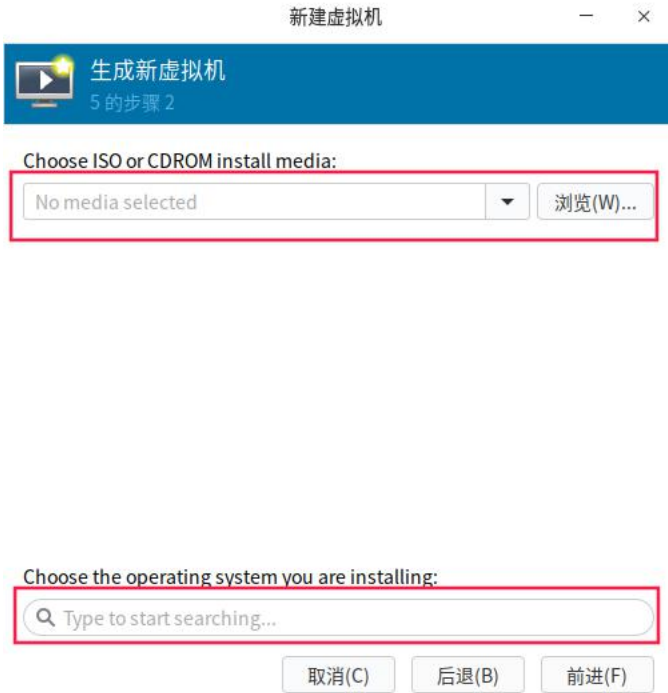 新建虚拟机
生成新虚拟机
5 的步骤 2
Choose ISO or CDROM install media:
No media selected
浏览(W)...
Choose the operating system you are installing:
Type to start searching...
取消(C) 后退(B) 前进(F)